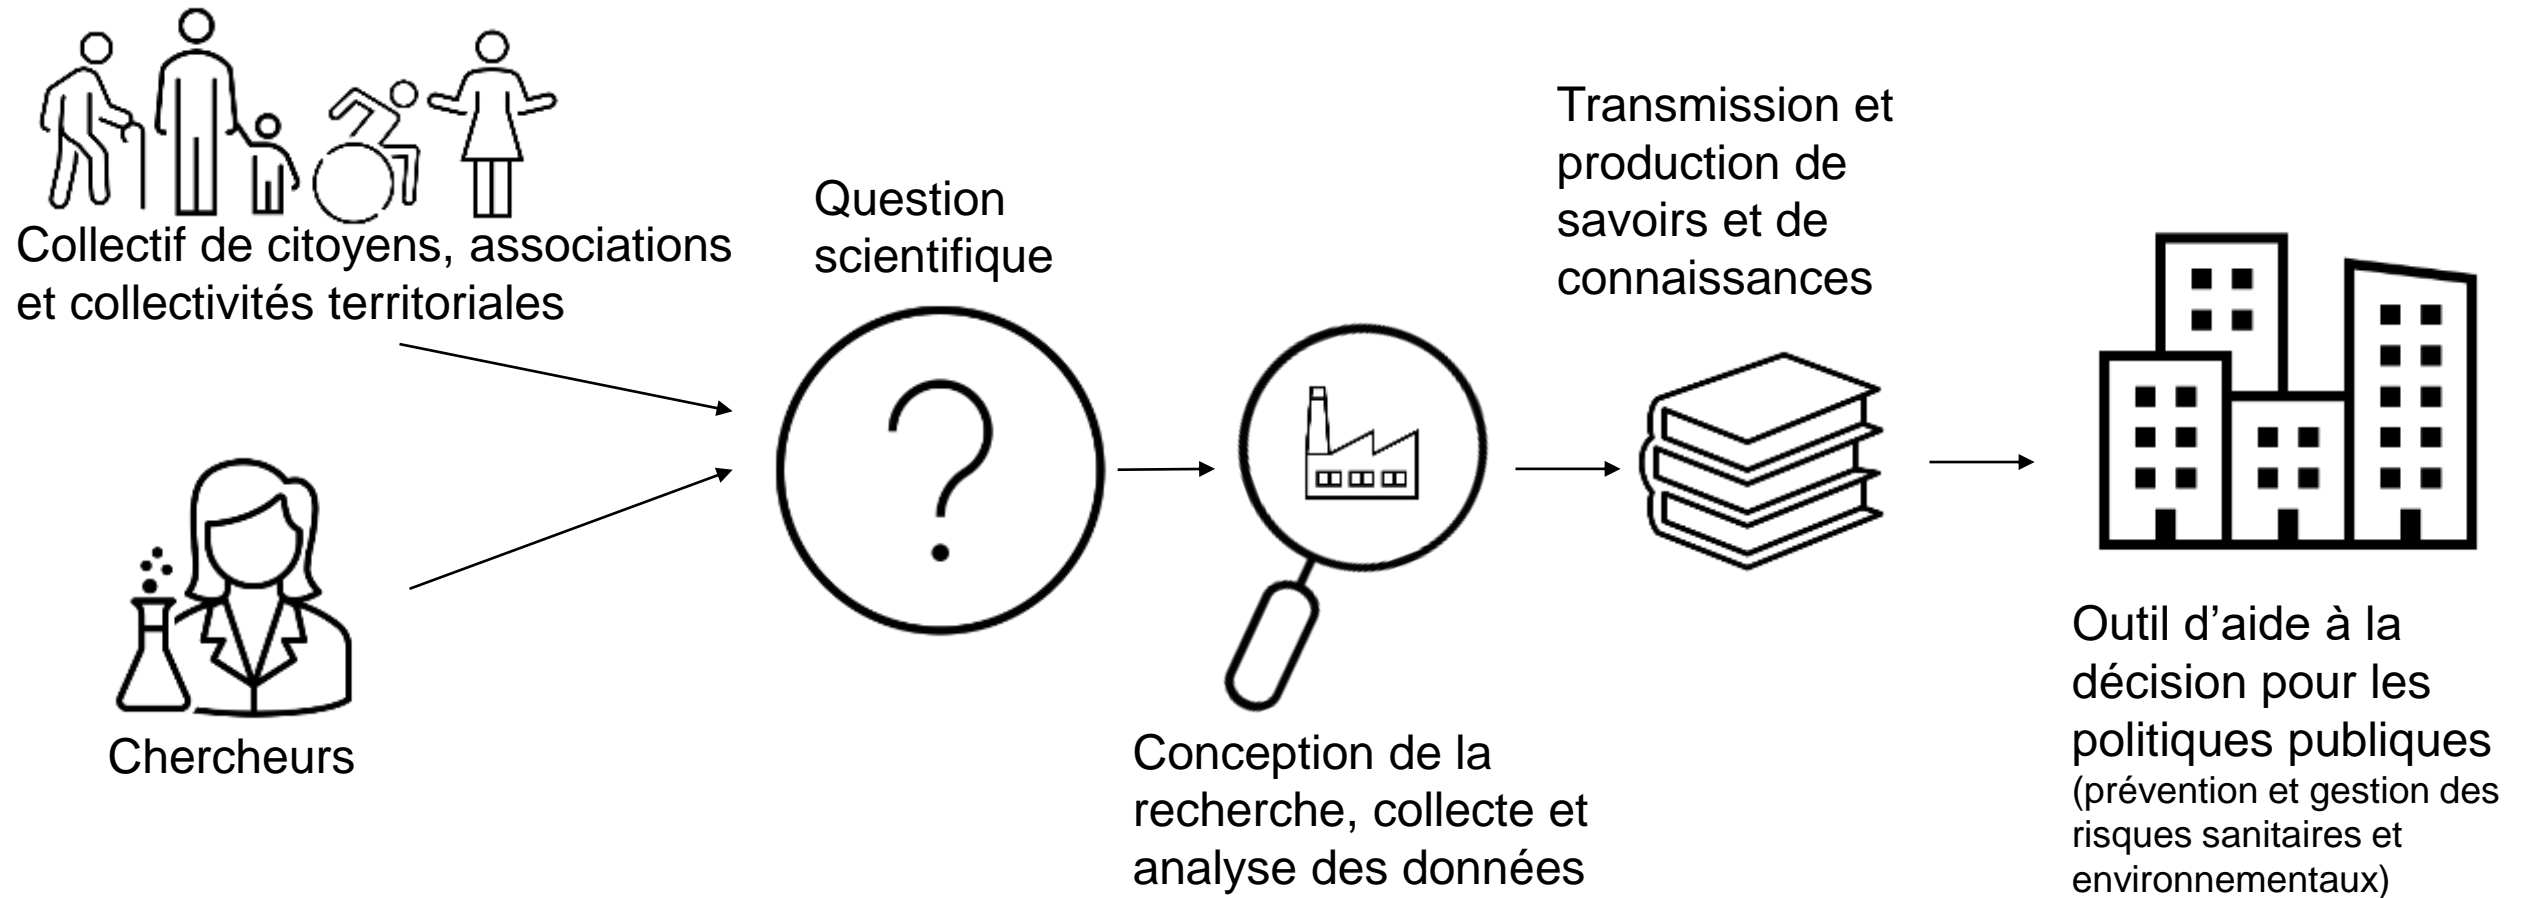 Collectif de citoyens, associations
et collectivités territoriales
Chercheurs
Question
scientifique
Conception de la
recherche, collecte et
analyse des données
Transmission et
production de
savoirs et de
connaissances
Outil d’aide à la
décision pour les
politiques publiques
(prévention et gestion des
risques sanitaires et
environnementaux)